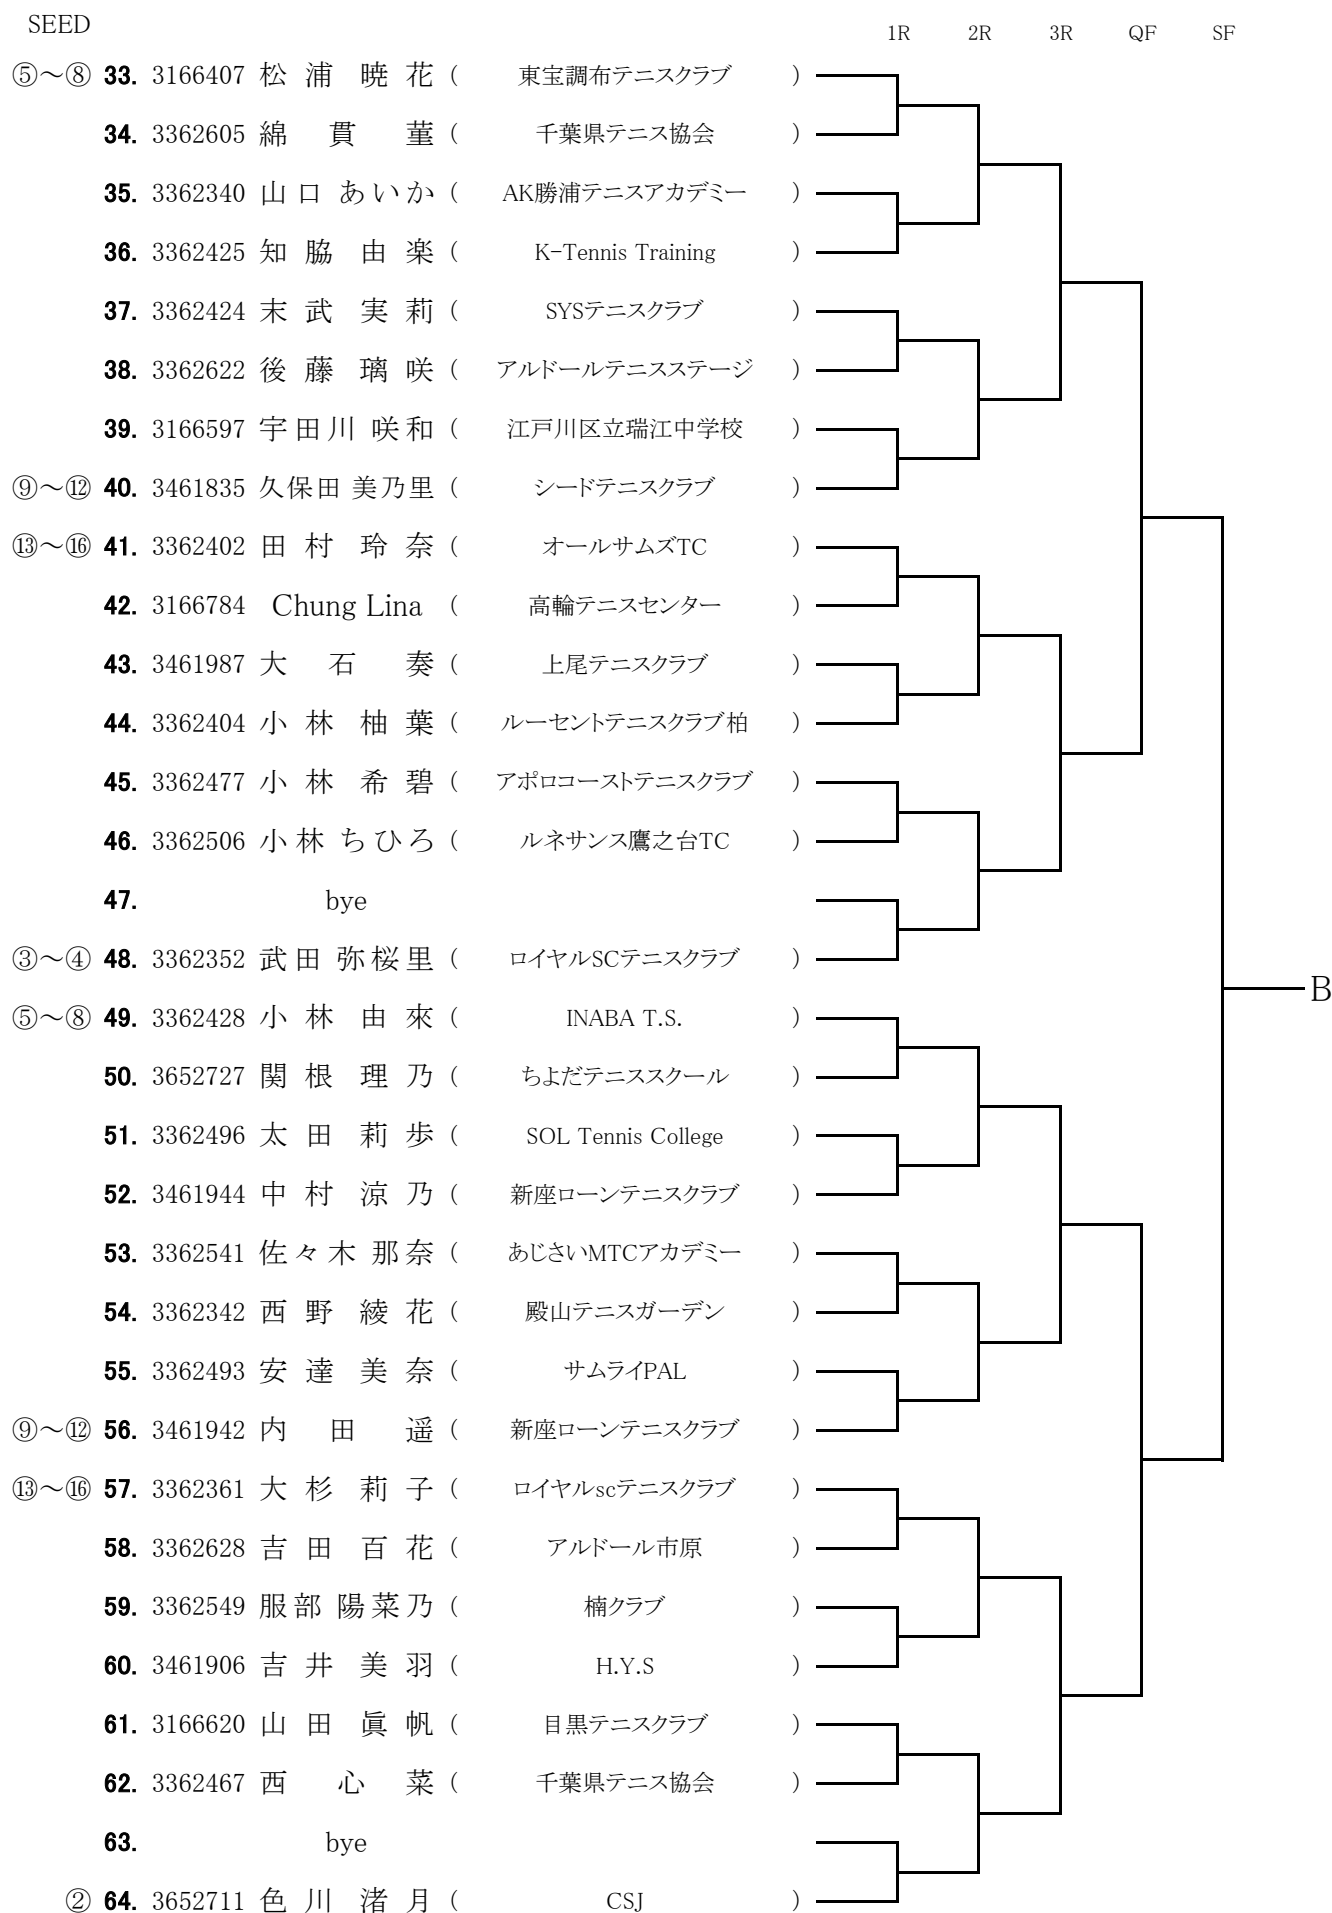 SEED 1R 2R 3R QF SF
⑤～⑧ 33. 3166407 松浦 暁花 ( 東宝調布テニスクラブ )
34. 3362605 綿貫 菫 ( 千葉県テニス協会 )
35. 3362340 山口 あいか ( AK勝浦テニスアカデミー )
36. 3362425 知脇 由楽 ( K-Tennis Training )
37. 3362424 末武 実莉 ( SYSテニスクラブ )
38. 3362622 後藤 璃咲 ( アルドールテニスステージ )
39. 3166597 宇田川 咲和 ( 江戸川区立瑞江中学校 )
⑨～⑫ 40. 3461835 久保田 美乃里 ( シードテニスクラブ )
⑬～⑯ 41. 3362402 田村 玲奈 ( オールサムズTC )
42. 3166784 Chung Lina ( 高輪テニスセンター )
43. 3461987 大石 奏 ( 上尾テニスクラブ )
44. 3362404 小林 柚葉 ( ルーセントテニスクラブ柏 )
45. 3362477 小林 希碧 ( アポロコーストテニスクラブ )
46. 3362506 小林 ちひろ ( ルネサンス鷹之台TC )
47. bye
③～④ 48. 3362352 武田 弥桜里 ( ロイヤルSCテニスクラブ )
B
⑤～⑧ 49. 3362428 小林 由來 ( INABA T.S. )
50. 3652727 関根 理乃 ( ちよだテニススクール )
51. 3362496 太田 莉歩 ( SOL Tennis College )
52. 3461944 中村 涼乃 ( 新座ローンテニスクラブ )
53. 3362541 佐々木 那奈 ( あじさいMTCアカデミー )
54. 3362342 西野 綾花 ( 殿山テニスガーデン )
55. 3362493 安達 美奈 ( サムライPAL )
⑨～⑫ 56. 3461942 内田 遥 ( 新座ローンテニスクラブ )
⑬～⑯ 57. 3362361 大杉 莉子 ( ロイヤルscテニスクラブ )
58. 3362628 吉田 百花 ( アルドール市原 )
59. 3362549 服部 陽菜乃 ( 楠クラブ )
60. 3461906 吉井 美羽 ( H.Y.S )
61. 3166620 山田 眞帆 ( 目黒テニスクラブ )
62. 3362467 西 心菜 ( 千葉県テニス協会 )
63. bye
② 64. 3652711 色川 渚月 ( CSJ )